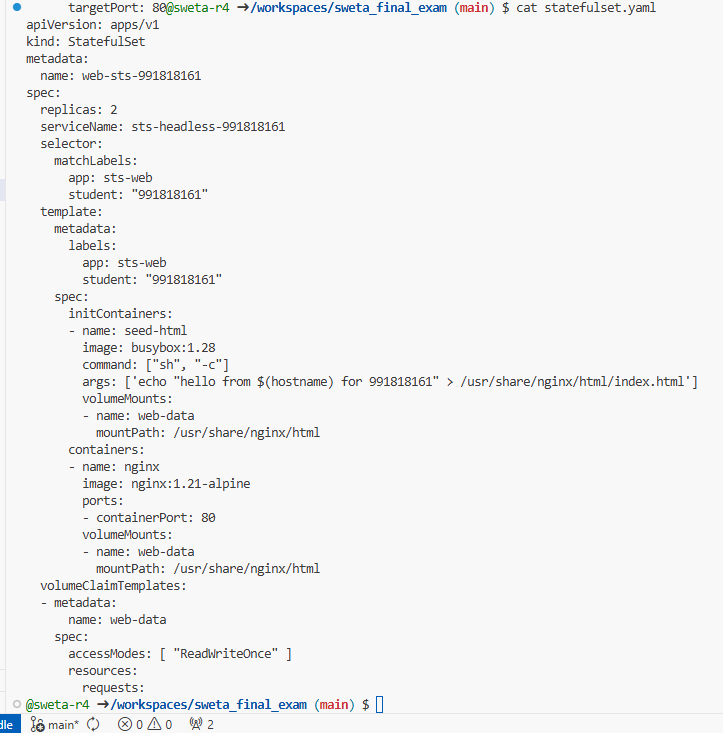 targetPort: 80@sweta-r4 ➜/workspaces/sweta_final_exam (main) $ cat statefulset.yaml
apiVersion: apps/v1
kind: StatefulSet
metadata:
  name: web-sts-991818161
spec:
  replicas: 2
  serviceName: sts-headless-991818161
  selector:
    matchLabels:
      app: sts-web
      student: "991818161"
  template:
    metadata:
      labels:
        app: sts-web
        student: "991818161"
    spec:
      initContainers:
      - name: seed-html
        image: busybox:1.28
        command: ["sh", "-c"]
        args: ['echo "hello from $(hostname) for 991818161" > /usr/share/nginx/html/index.html']
        volumeMounts:
        - name: web-data
          mountPath: /usr/share/nginx/html
      containers:
      - name: nginx
        image: nginx:1.21-alpine
        ports:
        - containerPort: 80
        volumeMounts:
        - name: web-data
          mountPath: /usr/share/nginx/html
  volumeClaimTemplates:
  - metadata:
      name: web-data
    spec:
      accessModes: [ "ReadWriteOnce" ]
      resources:
        requests:
@sweta-r4 ➜/workspaces/sweta_final_exam (main) $
dle main* 0 0 2